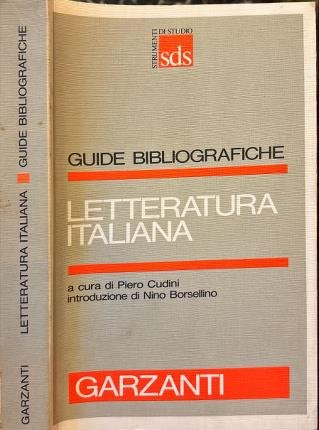 GARZANTI LETTERATURA ITALIANA GUIDE BIBLIOGRAFICHE
STRUMENTI
DI STUDIO
sds
GUIDE BIBLIOGRAFICHE
LETTERATURA
ITALIANA
a cura di Piero Cudini
introduzione di Nino Borsellino
GARZANTI